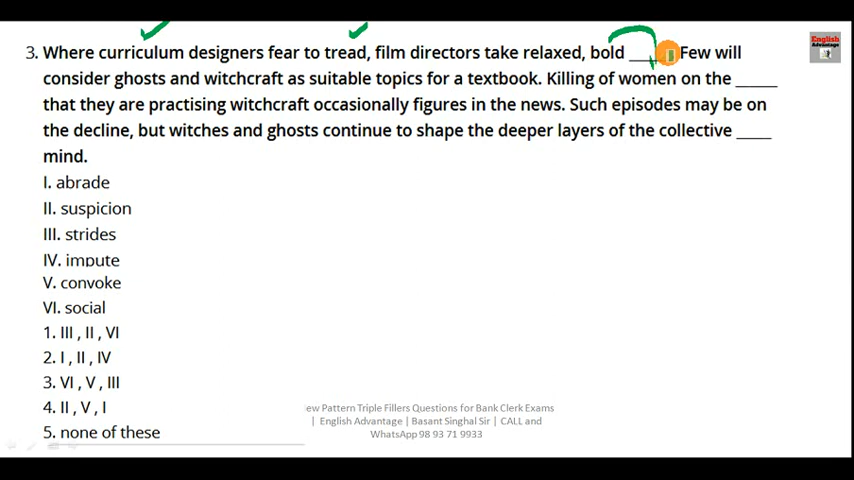 English
Advantage
3. Where curriculum designers fear to tread, film directors take relaxed, bold _____. Few will
consider ghosts and witchcraft as suitable topics for a textbook. Killing of women on the _____
that they are practising witchcraft occasionally figures in the news. Such episodes may be on
the decline, but witches and ghosts continue to shape the deeper layers of the collective _____
mind.
I. abrade
II. suspicion
III. strides
IV. impute
V. convoke
VI. social
1. III , II , VI
2. I , II , IV
3. VI , V , III
4. II , V , I
5. none of these
ew Pattern Triple Fillers Questions for Bank Clerk Exams
| English Advantage | Basant Singhal Sir | CALL and
WhatsApp 98 93 71 9933